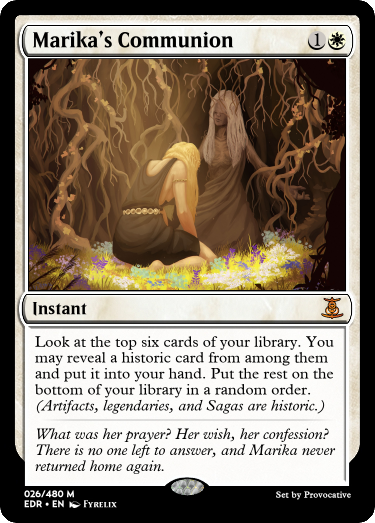 Marika's Communion 1
Instant
Look at the top six cards of your library. You
may reveal a historic card from among them
and put it into your hand. Put the rest on the
bottom of your library in a random order.
(Artifacts, legendaries, and Sagas are historic.)
What was her prayer? Her wish, her confession?
There is no one left to answer, and Marika never
returned home again.
026/480 M
EDR • EN Fyrelix
Set by Provocative